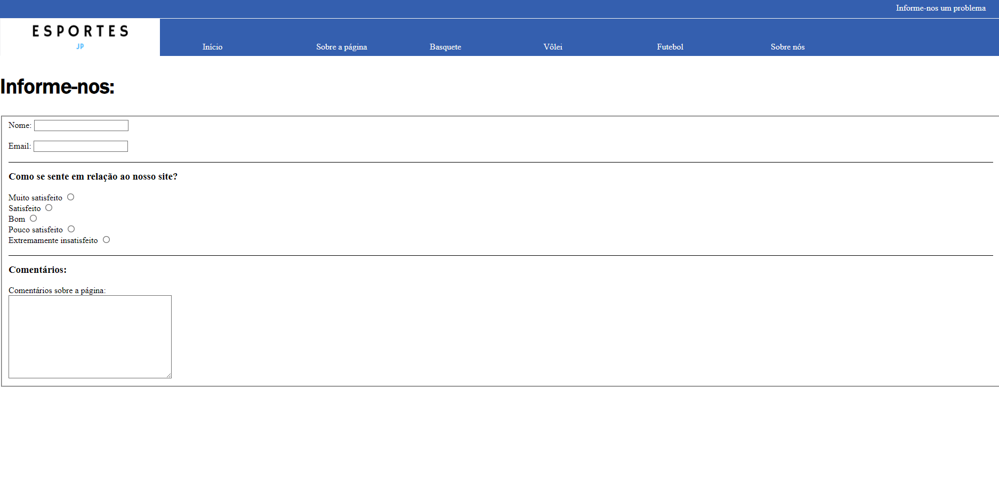 Informe-nos um problema
ESPORTES
JP
Início Sobre a página Basquete Vôlei Futebol Sobre nós
Informe-nos:
Nome:
Email:
Como se sente em relação ao nosso site?
Muito satisfeito
Satisfeito
Bom
Pouco satisfeito
Extremamente insatisfeito
Comentários:
Comentários sobre a página: